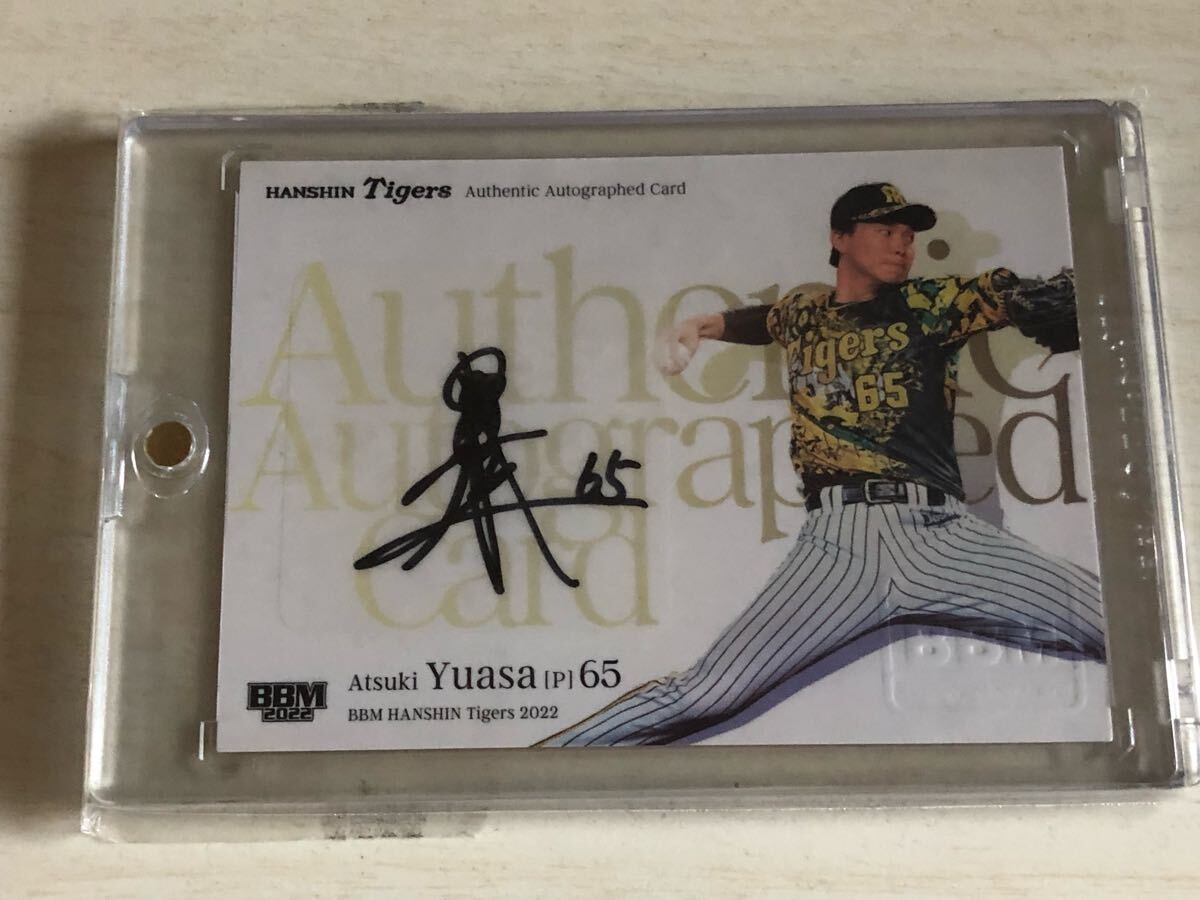 HANSHIN Tigers Authentic Autographed Card
Authentic
Autographed
Card
Tigers
65
65
BBM
2022
Atsuki Yuasa [P] 65
BBM HANSHIN Tigers 2022
BBM